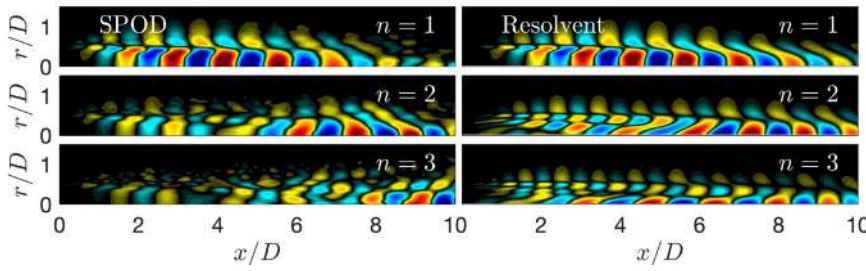 SPOD n = 1 Resolvent n = 1
r/D 1 0
n = 2 n = 2
r/D 1 0
n = 3 n = 3
r/D 1 0
0 2 4 6 8 10 2 4 6 8 10
x/D x/D